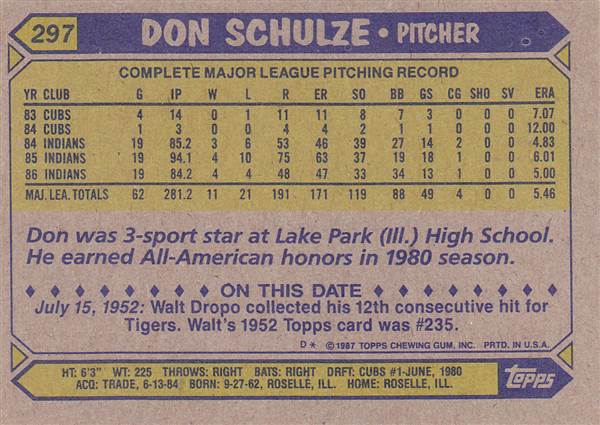 297 DON SCHULZE • PITCHER
COMPLETE MAJOR LEAGUE PITCHING RECORD
YR CLUB G IP W L R ER SO BB GS CG SHO SV ERA
83 CUBS 4 14 0 1 11 11 8 7 3 0 0 0 7.07
84 CUBS 1 3 0 0 4 4 2 1 1 0 0 0 12.00
84 INDIANS 19 85.2 3 6 53 46 39 27 14 2 0 0 4.83
85 INDIANS 19 94.1 4 10 75 63 37 19 18 1 0 0 6.01
86 INDIANS 19 84.2 4 4 48 47 33 34 13 1 0 0 5.00
MAJ. LEA. TOTALS 62 281.2 11 21 191 171 119 88 49 4 0 0 5.46
Don was 3-sport star at Lake Park (Ill.) High School.
He earned All-American honors in 1980 season.
ON THIS DATE
July 15, 1952: Walt Dropo collected his 12th consecutive hit for
Tigers. Walt's 1952 Topps card was #235.
D* ©1987 TOPPS CHEWING GUM, INC. PRTD. IN U.S.A.
HT: 6'3" WT: 225 THROWS: RIGHT BATS: RIGHT DRFT: CUBS #1-JUNE, 1980
ACQ: TRADE, 6-13-84 BORN: 9-27-62, ROSELLE, ILL. HOME: ROSELLE, ILL.
topps